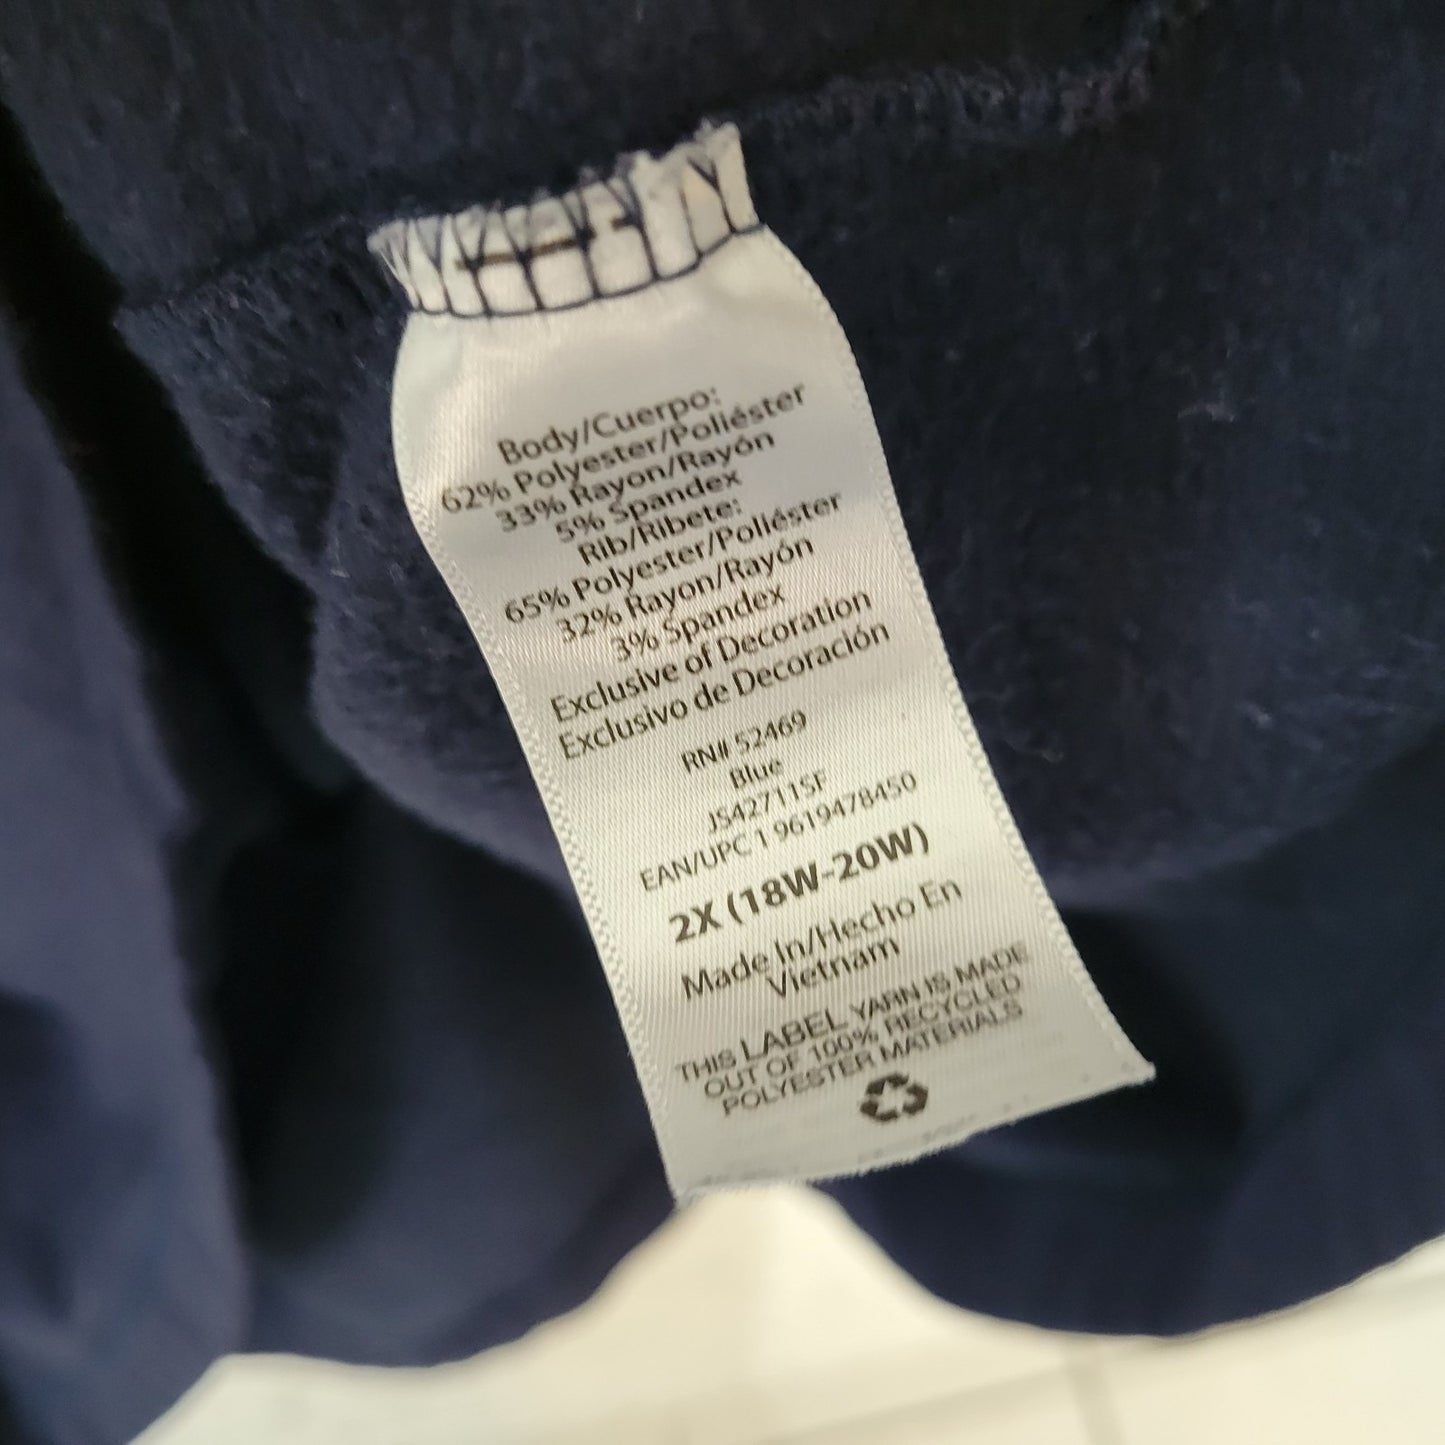 Body/Cuerpo:
62% Polyester/Poliéster
33% Rayon/Rayón
5% Spandex
Rib/Ribete:
65% Polyester/Poliéster
32% Rayon/Rayón
3% Spandex
Exclusive of Decoration
Exclusivo de Decoración
RN# 52469
Blue
JS42711SF
EAN/UPC 1 9619478450
2X (18W-20W)
Made In/Hecho En
Vietnam
THIS LABEL YARN IS MADE
OUT OF 100% RECYCLED
POLYESTER MATERIALS